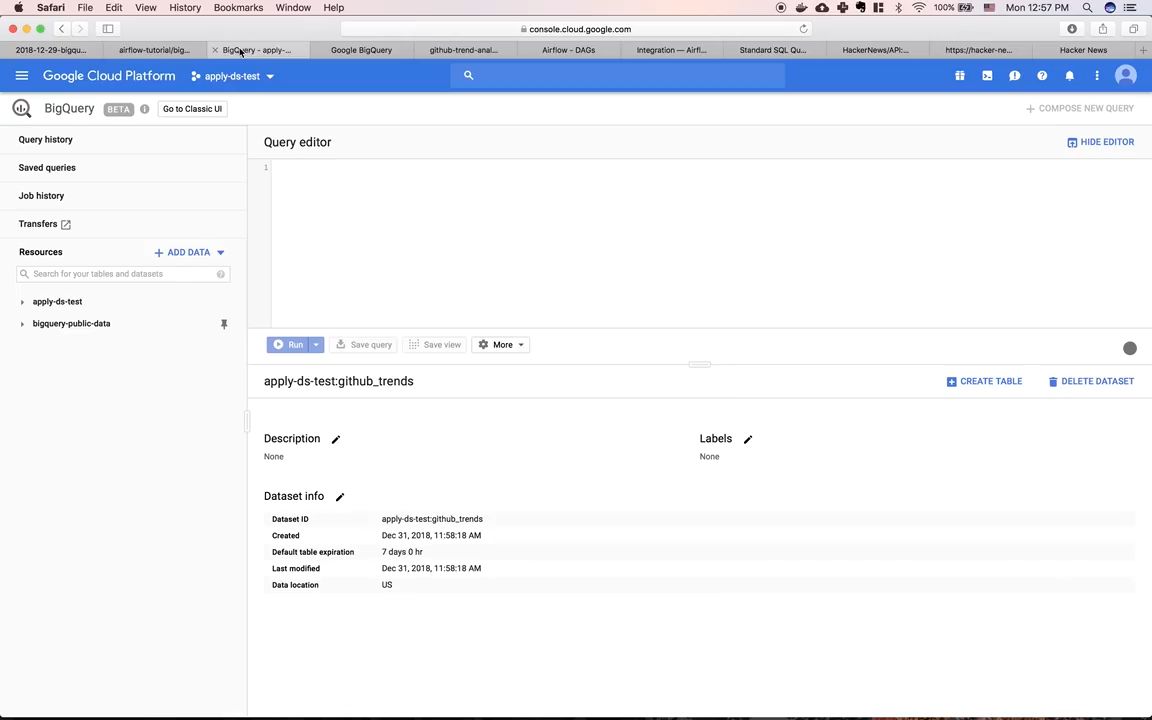 Safari File Edit View History Bookmarks Window Help 100% Mon 12:57 PM
console.cloud.google.com
2018-12-29-bigqu... airflow-tutorial/big... BigQuery - apply-... Google BigQuery github-trend-anal... Airflow - DAGs Integration — Airfl... Standard SQL Qu... HackerNews/API:... https://hacker-ne... Hacker News
Google Cloud Platform apply-ds-test
BigQuery BETA Go to Classic UI COMPOSE NEW QUERY
Query history
Saved queries
Job history
Transfers
Resources ADD DATA
Search for your tables and datasets
apply-ds-test
bigquery-public-data
Query editor HIDE EDITOR
1
Run Save query Save view More
apply-ds-test:github_trends CREATE TABLE DELETE DATASET
Description Labels
None None
Dataset info
Dataset ID apply-ds-test:github_trends
Created Dec 31, 2018, 11:58:18 AM
Default table expiration 7 days 0 hr
Last modified Dec 31, 2018, 11:58:18 AM
Data location US